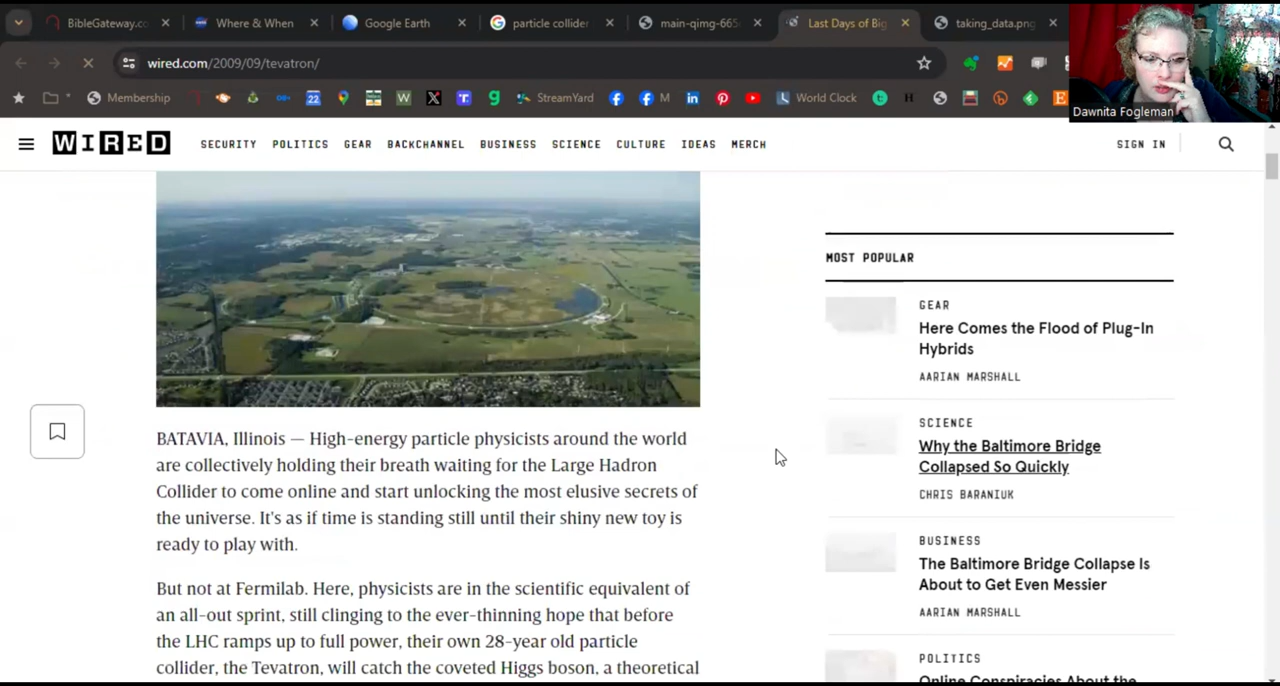 BibleGateway.co
Where & When
Google Earth
particle collider
main-qimg-665
Last Days of Big
taking_data.png
wired.com/2009/09/tevatron/
Membership
22
W
X
StreamYard
M
World Clock
H
Dawnita Fogleman
WIRED
SECURITY POLITICS GEAR BACKCHANNEL BUSINESS SCIENCE CULTURE IDEAS MERCH
SIGN IN
BATAVIA, Illinois — High-energy particle physicists around the world
are collectively holding their breath waiting for the Large Hadron
Collider to come online and start unlocking the most elusive secrets of
the universe. It's as if time is standing still until their shiny new toy is
ready to play with.
But not at Fermilab. Here, physicists are in the scientific equivalent of
an all-out sprint, still clinging to the ever-thinning hope that before
the LHC ramps up to full power, their own 28-year old particle
collider, the Tevatron, will catch the coveted Higgs boson, a theoretical
MOST POPULAR
GEAR
Here Comes the Flood of Plug-In
Hybrids
AARIAN MARSHALL
SCIENCE
Why the Baltimore Bridge
Collapsed So Quickly
CHRIS BARANIUK
BUSINESS
The Baltimore Bridge Collapse Is
About to Get Even Messier
AARIAN MARSHALL
POLITICS
Online Conspiracies About the